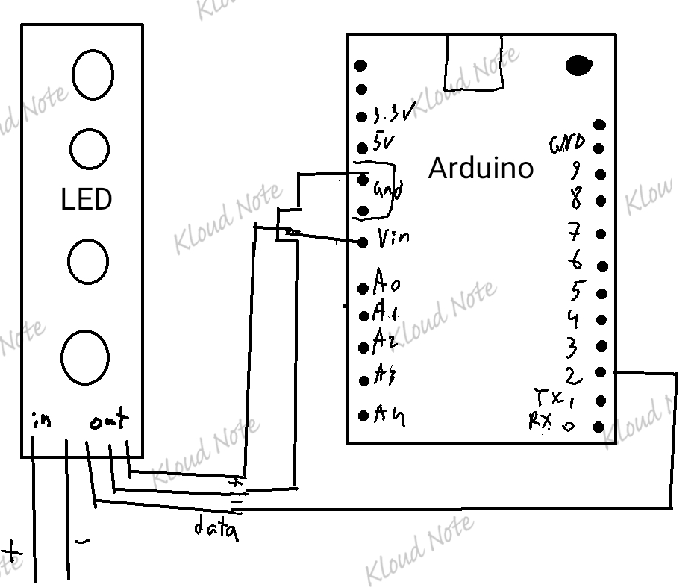 Kloud Note
Kloud Note
Kloud Note
3.3V
5V
Gnd
Vin
A0
A1
A2
A3
A4
Arduino
GND
9
8
7
6
5
4
3
2
TX 1
RX 0
LED
in out
+ -
+
=
data
Kloud Note
Kloud Note
Klou
Kloud Note
Note
Kloud Note
Kloud Note
Kloud Note